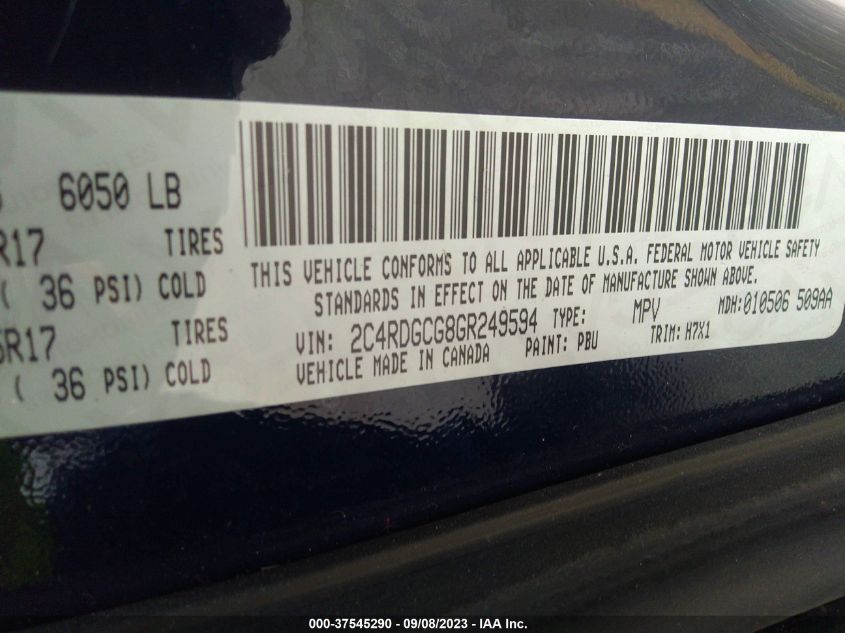 6050 LB
R17 TIRES
( 36 PSI) COLD
R17 TIRES
( 36 PSI) COLD
THIS VEHICLE CONFORMS TO ALL APPLICABLE U.S.A. FEDERAL MOTOR VEHICLE SAFETY
STANDARDS IN EFFECT ON THE DATE OF MANUFACTURE SHOWN ABOVE.
VIN: 2C4RDGCG8GR249594 TYPE: MPV MDH:010506 509AA
VEHICLE MADE IN CANADA PAINT: PBU TRIM: H7X1
000-37545290 - 09/08/2023 - IAA Inc.